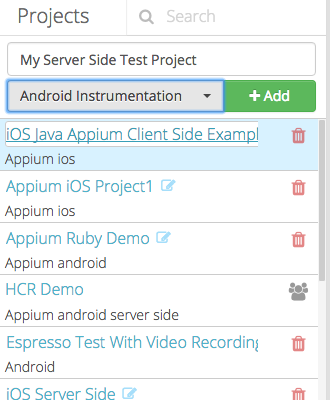 Projects
Search
My Server Side Test Project
Android Instrumentation
+ Add
iOS Java Appium Client Side Exampl
Appium ios
Appium iOS Project1
Appium ios
Appium Ruby Demo
Appium android
HCR Demo
Appium android server side
Espresso Test With Video Recording
Android
iOS Server Side